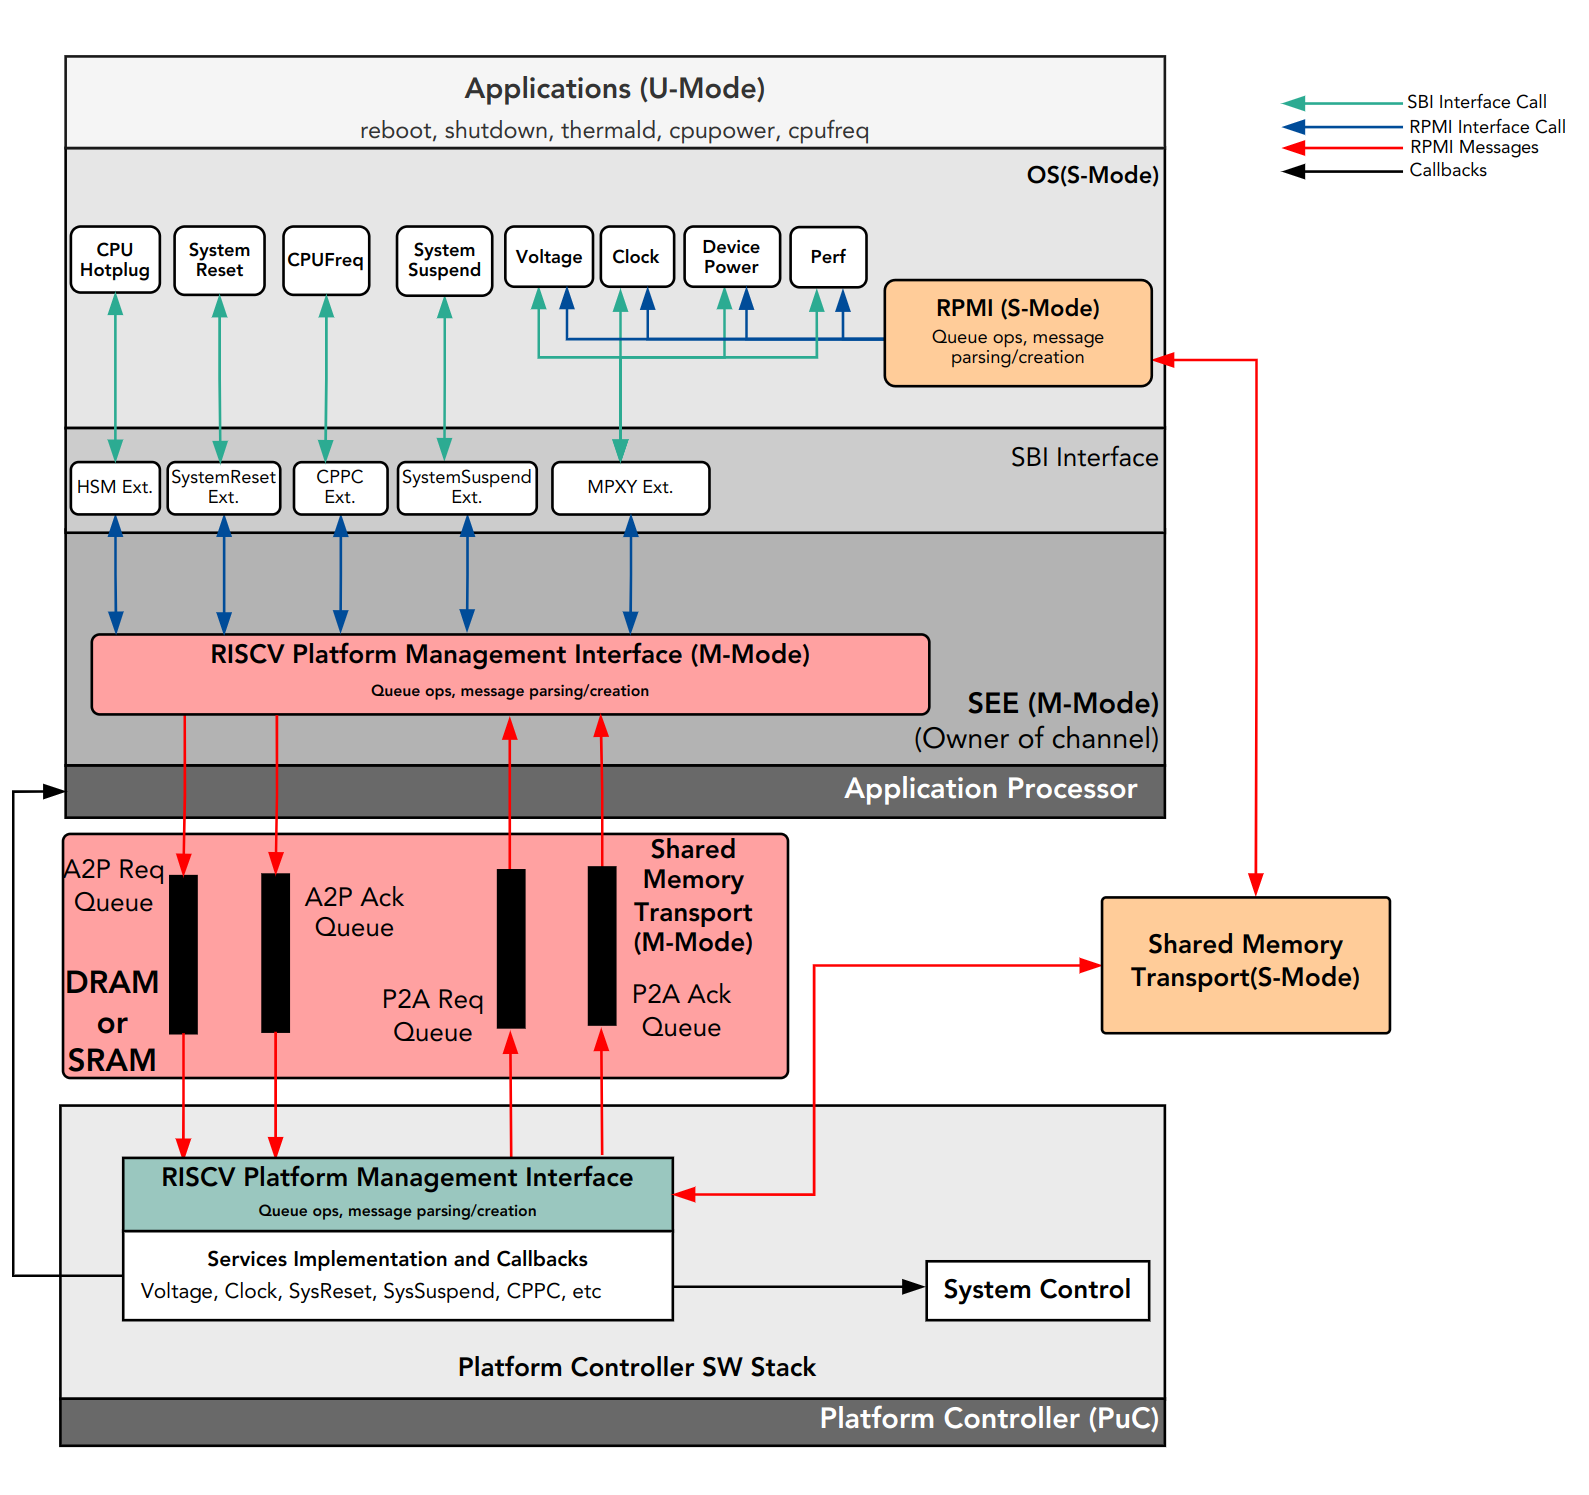 Applications (U-Mode)
reboot, shutdown, thermald, cpupower, cpufreq
SBI Interface Call
RPMI Interface Call
RPMI Messages
Callbacks
OS(S-Mode)
CPU
Hotplug
System
Reset
CPUFreq
System
Suspend
Voltage
Clock
Device
Power
Perf
RPMI (S-Mode)
Queue ops, message
parsing/creation
SBI Interface
HSM Ext.
SystemReset
Ext.
CPPC
Ext.
SystemSuspend
Ext.
MPXY Ext.
RISCV Platform Management Interface (M-Mode)
Queue ops, message parsing/creation
SEE (M-Mode)
(Owner of channel)
Application Processor
A2P Req
Queue
A2P Ack
Queue
P2A Req
Queue
P2A Ack
Queue
Shared
Memory
Transport
(M-Mode)
DRAM
or
SRAM
Shared Memory
Transport(S-Mode)
RISCV Platform Management Interface
Queue ops, message parsing/creation
Services Implementation and Callbacks
Voltage, Clock, SysReset, SysSuspend, CPPC, etc
System Control
Platform Controller SW Stack
Platform Controller (PuC)